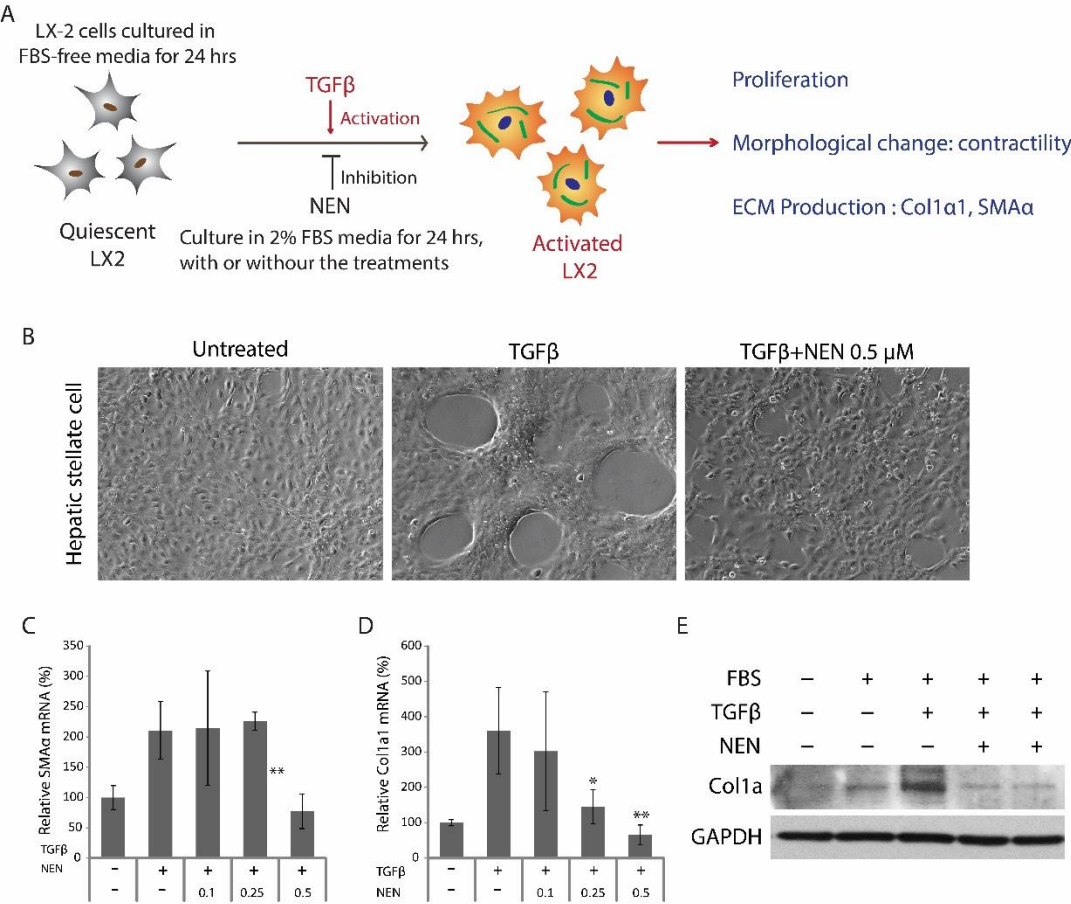 A
LX-2 cells cultured in
FBS-free media for 24 hrs
TGFβ
Activation
Inhibition
NEN
Quiescent
LX2
Culture in 2% FBS media for 24 hrs,
with or withour the treatments
Activated
LX2
Proliferation
Morphological change: contractility
ECM Production : Col1α1, SMAα
B
Untreated
TGFβ
TGFβ+NEN 0.5 µM
Hepatic stellate cell
C
Relative SMAα mRNA (%)
350
300
250
200
150
100
50
0
**
TGFβ – + + + +
NEN – – 0.1 0.25 0.5
D
Relative Col1a1 mRNA (%)
600
500
400
300
200
100
0
*
**
TGFβ – + + + +
NEN – – 0.1 0.25 0.5
E
FBS – + + + +
TGFβ – – + + +
NEN – – – + +
Col1a
GAPDH